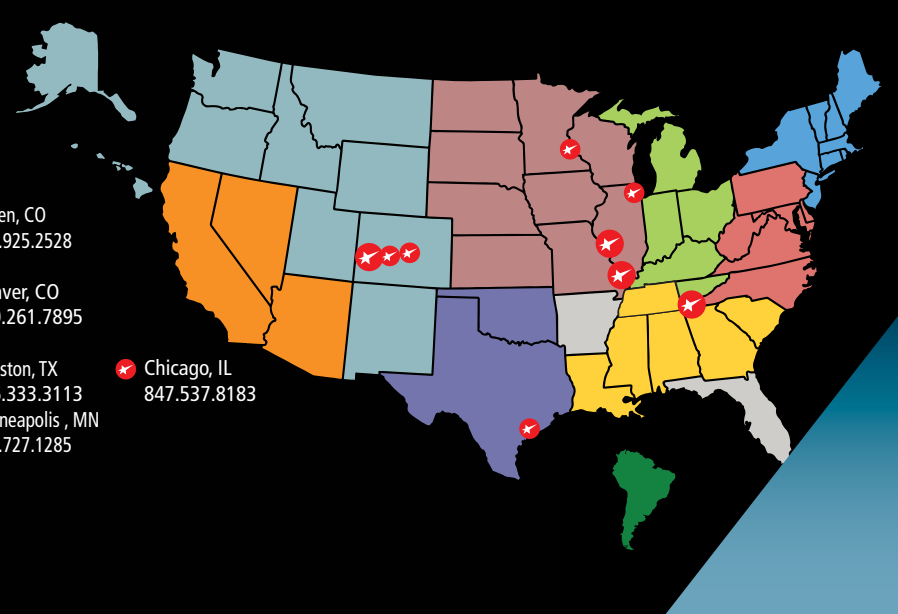 en, CO
.925.2528
ver, CO
.261.7895
ston, TX
.333.3113
neapolis , MN
.727.1285
Chicago, IL
847.537.8183